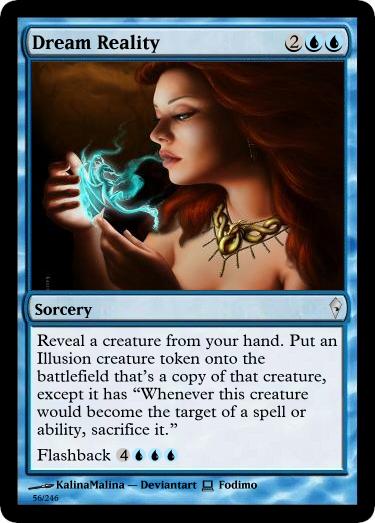 Dream Reality 2
Sorcery
Reveal a creature from your hand. Put an
Illusion creature token onto the
battlefield that's a copy of that creature,
except it has “Whenever this creature
would become the target of a spell or
ability, sacrifice it.”
Flashback 4
KalinaMalina — Deviantart Fodimo
56/246